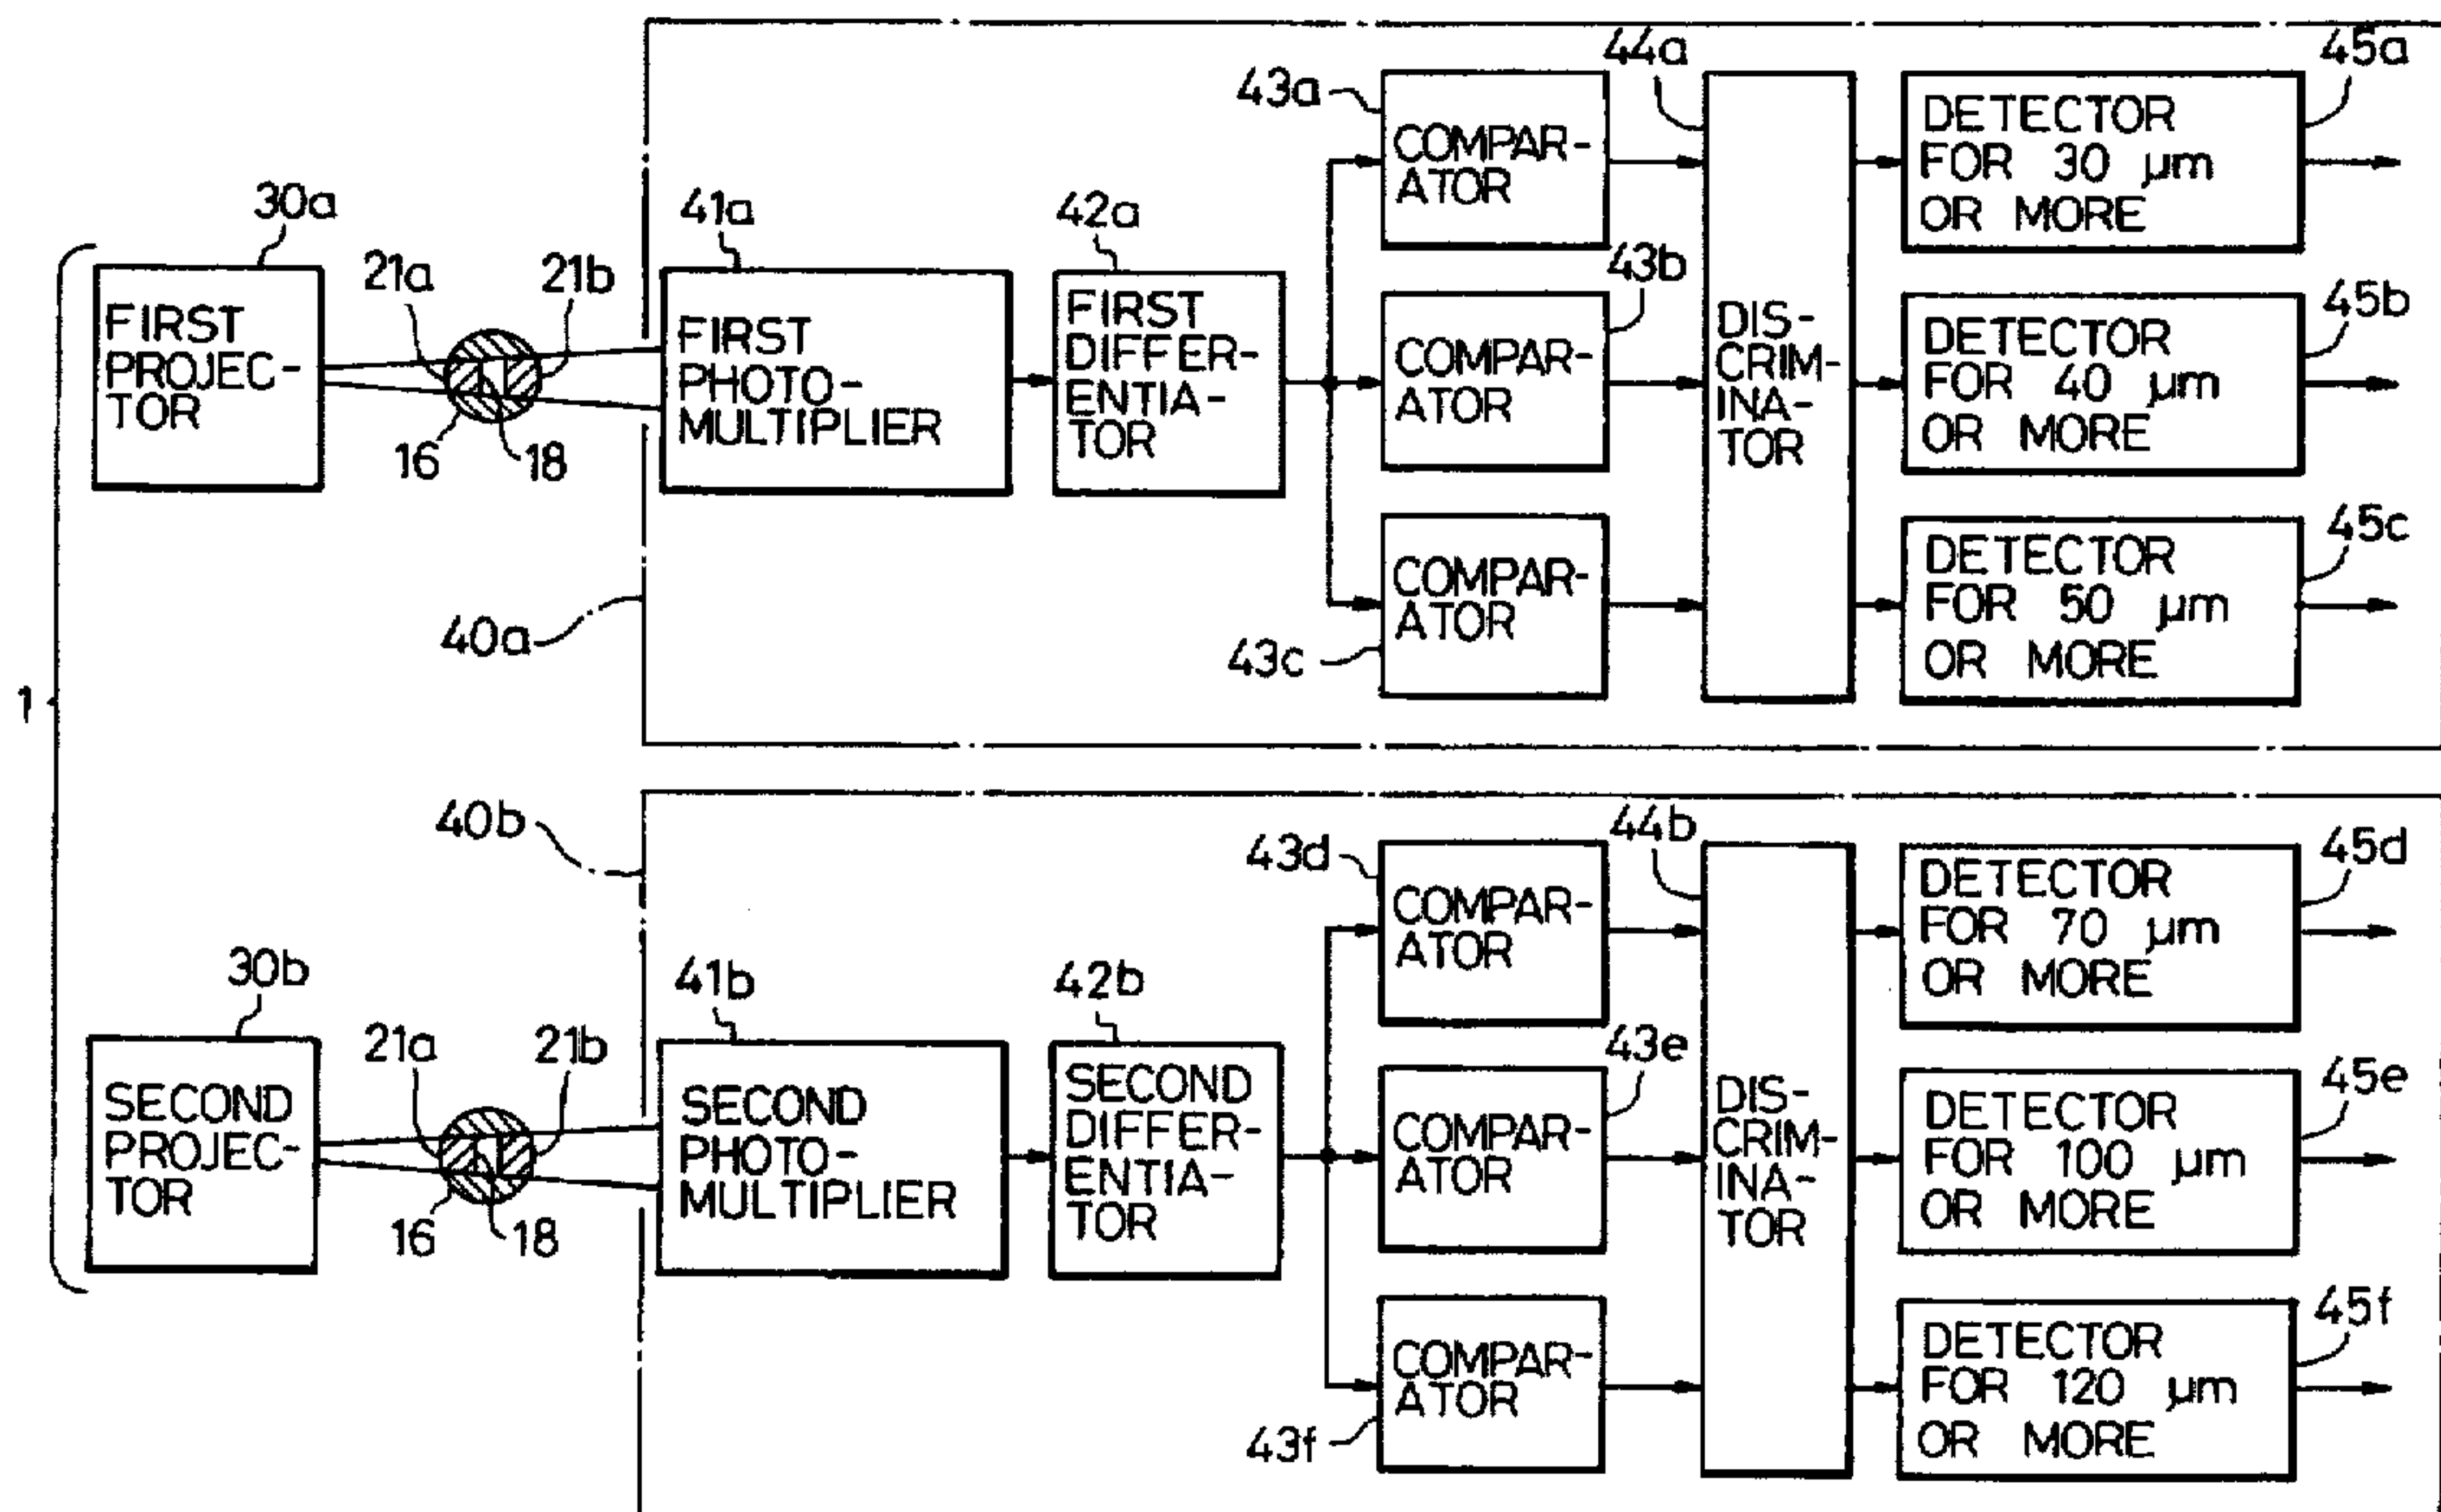 44a
45a
43a
COMPAR-
ATOR
DETECTOR
FOR 30 µm
OR MORE
30a
41a
42a
43b
21a
21b
45b
FIRST
PROJEC-
TOR
FIRST
PHOTO-
MULTIPLIER
FIRST
DIFFER-
ENTIA-
TOR
COMPAR-
ATOR
DIS-
CRIM-
INA-
TOR
DETECTOR
FOR 40 µm
OR MORE
16
18
45c
COMPAR-
ATOR
DETECTOR
FOR 50 µm
OR MORE
40a
43c
1
40b
44b
45d
43d
COMPAR-
ATOR
DETECTOR
FOR 70 µm
OR MORE
30b
41b
42b
21a
21b
43e
45e
SECOND
PROJEC-
TOR
SECOND
PHOTO-
MULTIPLIER
SECOND
DIFFER-
ENTIA-
TOR
COMPAR-
ATOR
DIS-
CRIM-
INA-
TOR
DETECTOR
FOR 100 µm
OR MORE
16
18
45f
COMPAR-
ATOR
DETECTOR
FOR 120 µm
OR MORE
43f